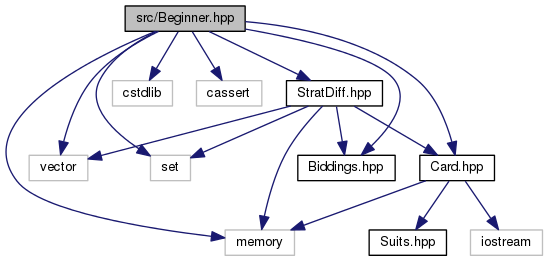 src/Beginner.hpp
cstdlib
cassert
StratDiff.hpp
vector
set
Biddings.hpp
Card.hpp
memory
Suits.hpp
iostream